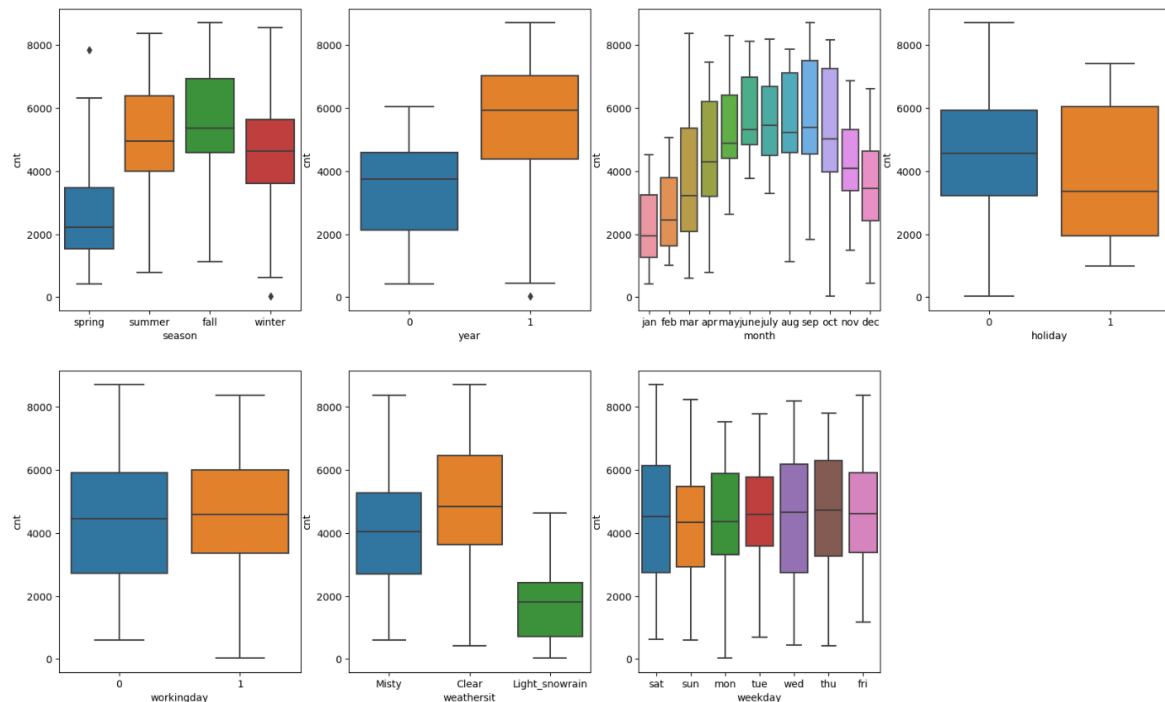 cnt
8000
6000
4000
2000
0
spring summer fall winter
season
cnt
8000
6000
4000
2000
0
0 1
year
cnt
8000
6000
4000
2000
0
jan feb mar apr may june july aug sep oct nov dec
month
cnt
8000
6000
4000
2000
0
0 1
holiday
cnt
8000
6000
4000
2000
0
0 1
workingday
cnt
8000
6000
4000
2000
0
Misty Clear Light_snowrain
weathersit
cnt
8000
6000
4000
2000
0
sat sun mon tue wed thu fri
weekday